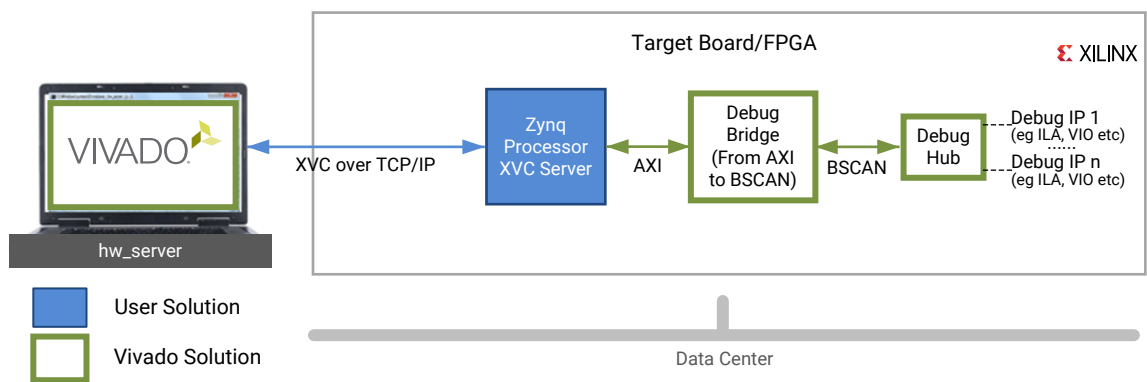 Target Board/FPGA
XILINX
VIVADO
hw_server
XVC over TCP/IP
Zynq
Processor
XVC Server
AXI
Debug
Bridge
(From AXI
to BSCAN)
BSCAN
Debug
Hub
Debug IP 1
(eg ILA, VIO etc)
......
Debug IP n
(eg ILA, VIO etc)
User Solution
Vivado Solution
Data Center